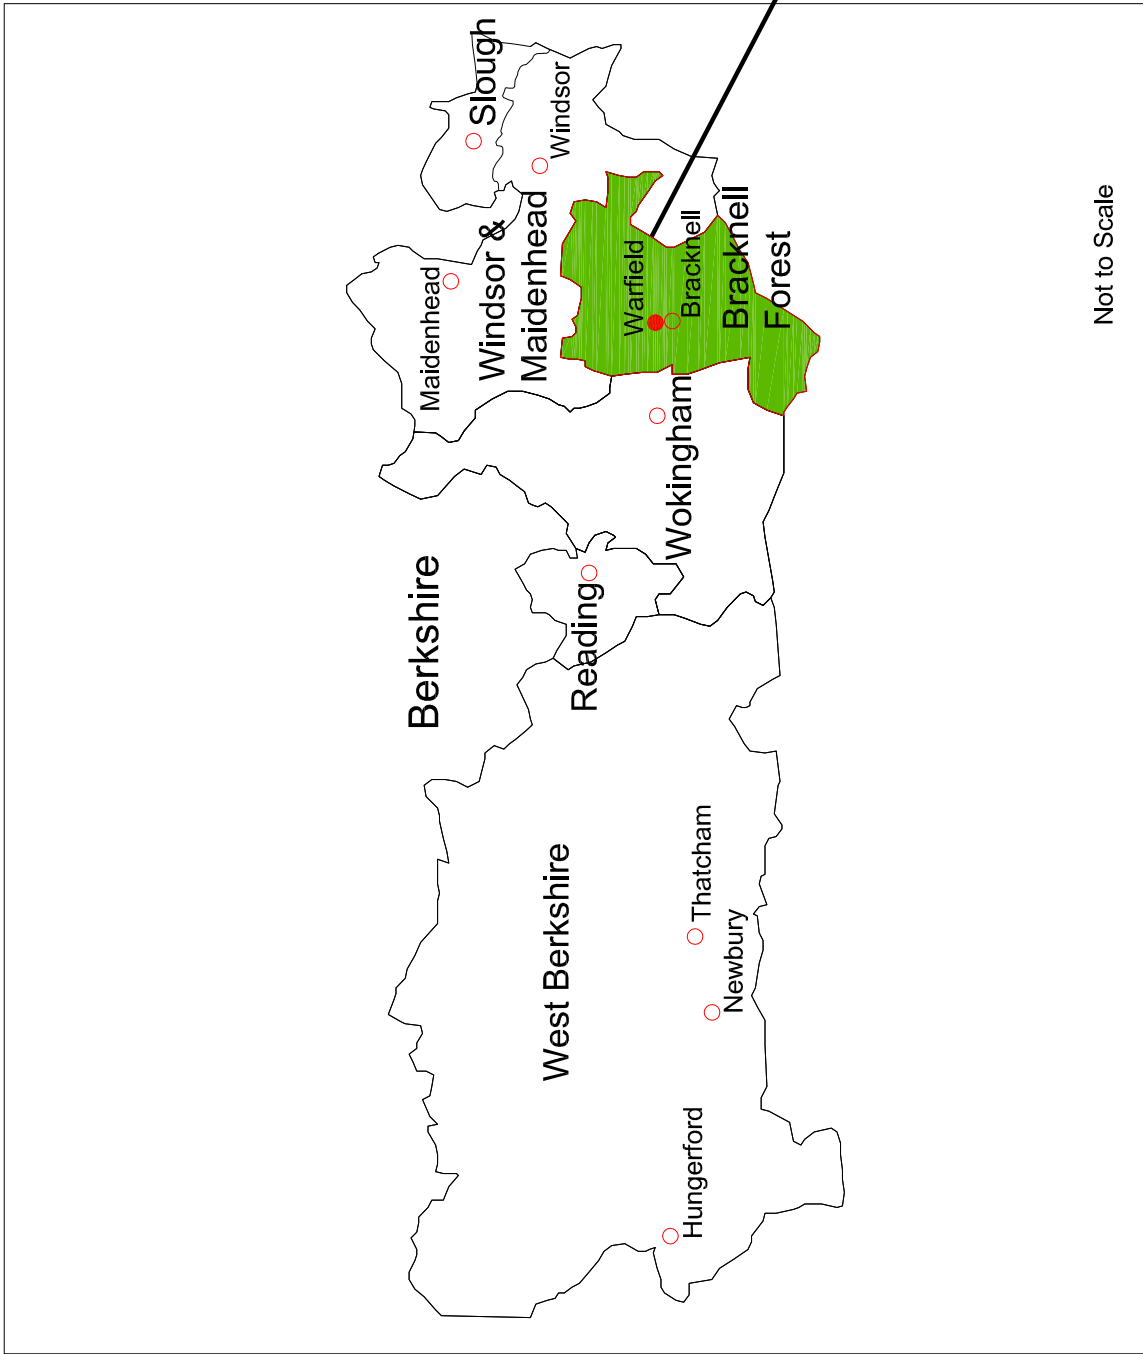 Berkshire
West Berkshire
Hungerford
Newbury
Thatcham
Reading
Wokingham
Maidenhead
Windsor &
Maidenhead
Slough
Windsor
Warfield
Bracknell
Bracknell
Forest
Not to Scale